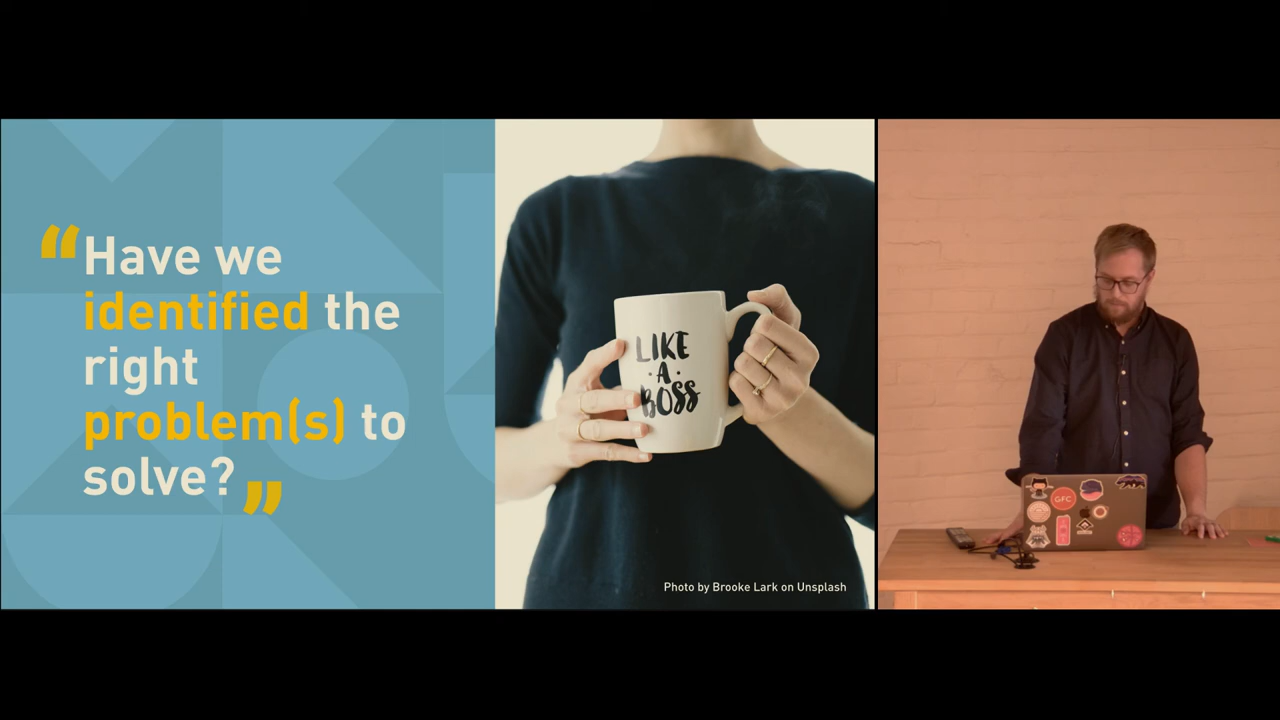 “Have we
identified the
right
problem(s) to
solve?”
LIKE
·A·
BOSS
Photo by Brooke Lark on Unsplash
GFC